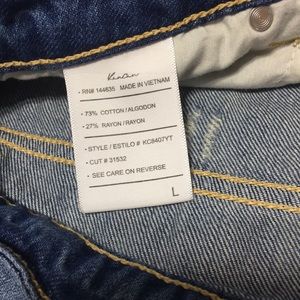 KanCan
• RN# 144635 MADE IN VIETNAM
• 73% COTTON / ALGODON
• 27% RAYON / RAYON
• STYLE / ESTILO # KC8407YT
• CUT # 31532
• SEE CARE ON REVERSE
L